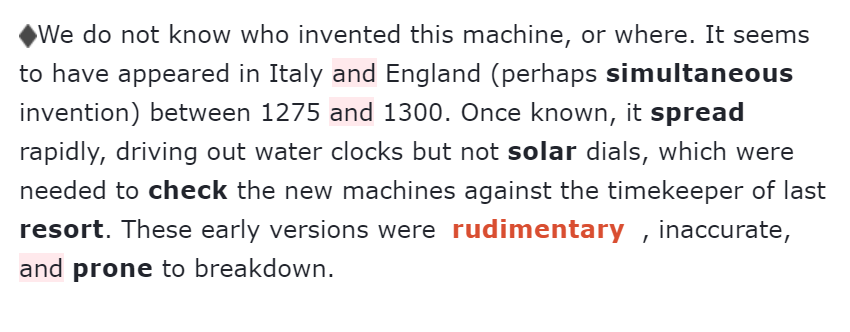 ◆We do not know who invented this machine, or where. It seems
to have appeared in Italy and England (perhaps simultaneous
invention) between 1275 and 1300. Once known, it spread
rapidly, driving out water clocks but not solar dials, which were
needed to check the new machines against the timekeeper of last
resort. These early versions were rudimentary , inaccurate,
and prone to breakdown.